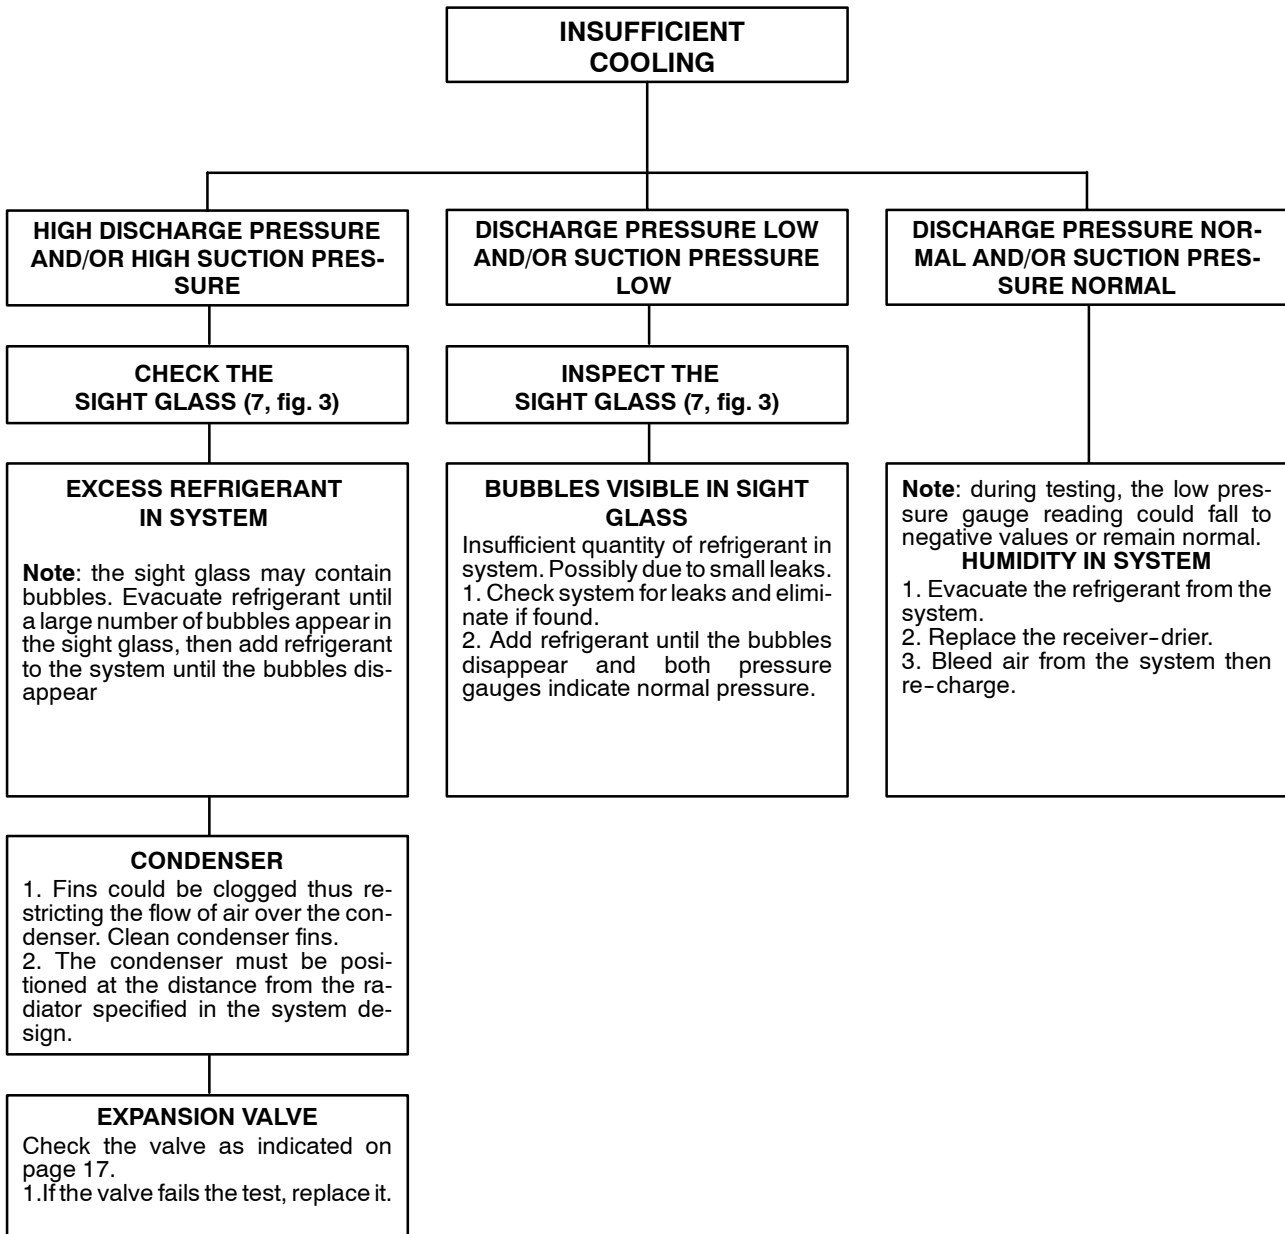 INSUFFICIENT
COOLING
HIGH DISCHARGE PRESSURE
AND/OR HIGH SUCTION PRES-
SURE
CHECK THE
SIGHT GLASS (7, fig. 3)
EXCESS REFRIGERANT
IN SYSTEM
Note: the sight glass may contain
bubbles. Evacuate refrigerant until
a large number of bubbles appear in
the sight glass, then add refrigerant
to the system until the bubbles dis-
appear
CONDENSER
1. Fins could be clogged thus re-
stricting the flow of air over the con-
denser. Clean condenser fins.
2. The condenser must be posi-
tioned at the distance from the ra-
diator specified in the system de-
sign.
EXPANSION VALVE
Check the valve as indicated on
page 17.
1.If the valve fails the test, replace it.
DISCHARGE PRESSURE LOW
AND/OR SUCTION PRESSURE
LOW
INSPECT THE
SIGHT GLASS (7, fig. 3)
BUBBLES VISIBLE IN SIGHT
GLASS
Insufficient quantity of refrigerant in
system. Possibly due to small leaks.
1. Check system for leaks and elimi-
nate if found.
2. Add refrigerant until the bubbles
disappear and both pressure
gauges indicate normal pressure.
DISCHARGE PRESSURE NOR-
MAL AND/OR SUCTION PRES-
SURE NORMAL
Note: during testing, the low pres-
sure gauge reading could fall to
negative values or remain normal.
HUMIDITY IN SYSTEM
1. Evacuate the refrigerant from the
system.
2. Replace the receiver-drier.
3. Bleed air from the system then
re-charge.